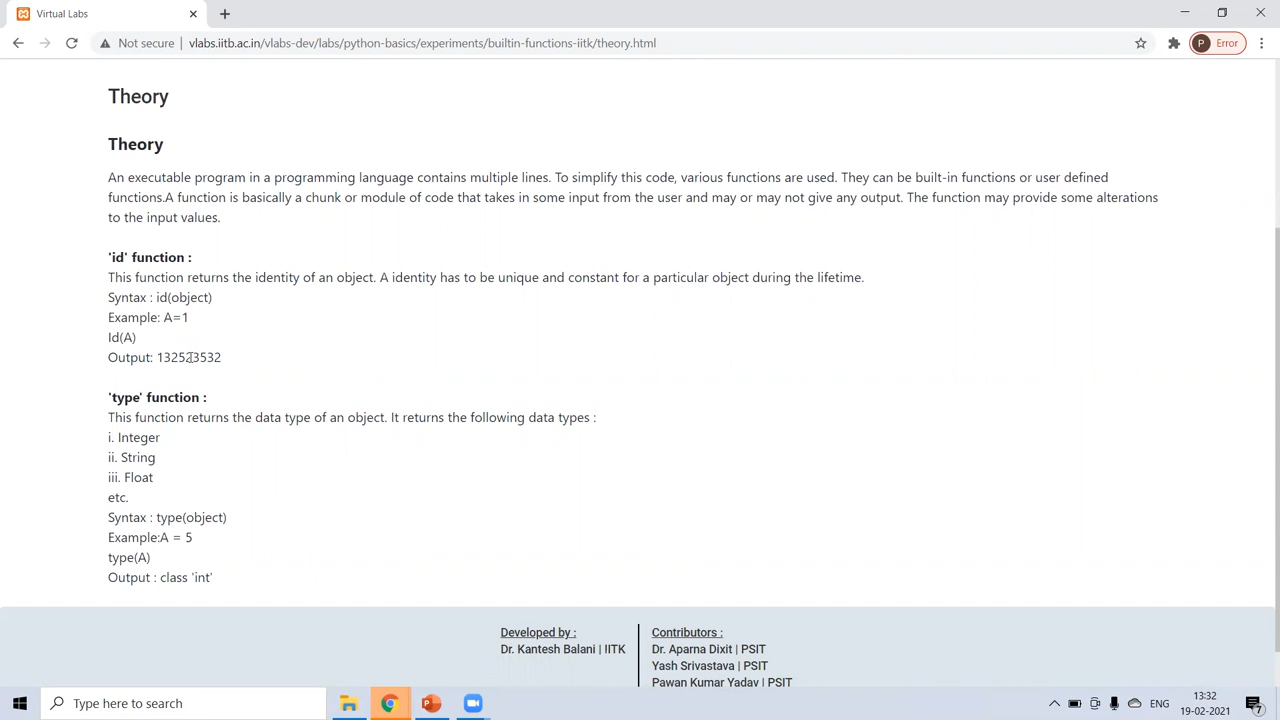 Virtual Labs
Not secure | vlabs.iitb.ac.in/vlabs-dev/labs/python-basics/experiments/builtin-functions-iitk/theory.html
P Error
Theory
Theory
An executable program in a programming language contains multiple lines. To simplify this code, various functions are used. They can be built-in functions or user defined
functions.A function is basically a chunk or module of code that takes in some input from the user and may or may not give any output. The function may provide some alterations
to the input values.
'id' function :
This function returns the identity of an object. A identity has to be unique and constant for a particular object during the lifetime.
Syntax : id(object)
Example: A=1
Id(A)
Output: 132523532
'type' function :
This function returns the data type of an object. It returns the following data types :
i. Integer
ii. String
iii. Float
etc.
Syntax : type(object)
Example:A = 5
type(A)
Output : class 'int'
Developed by :
Dr. Kantesh Balani | IITK
Contributors :
Dr. Aparna Dixit | PSIT
Yash Srivastava | PSIT
Pawan Kumar Yadav | PSIT
Type here to search
ENG
13:32
19-02-2021
7